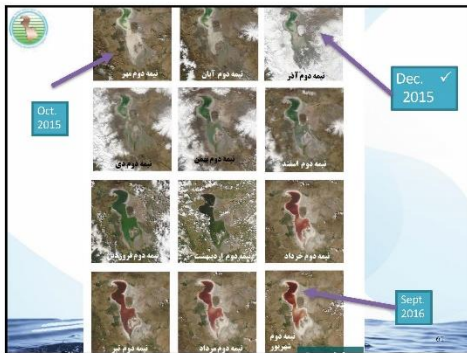 نیمه دوم مهر
نیمه دوم آبان
نیمه دوم آذر
Dec. ✓
2015
Oct.
2015
نیمه دوم دی
نیمه دوم بهمن
نیمه دوم اسفند
نیمه دوم فروردین
نیمه دوم اردیبهشت
نیمه دوم خرداد
Sept.
2016
نیمه دوم تیر
نیمه دوم مرداد
نیمه دوم
شهریور